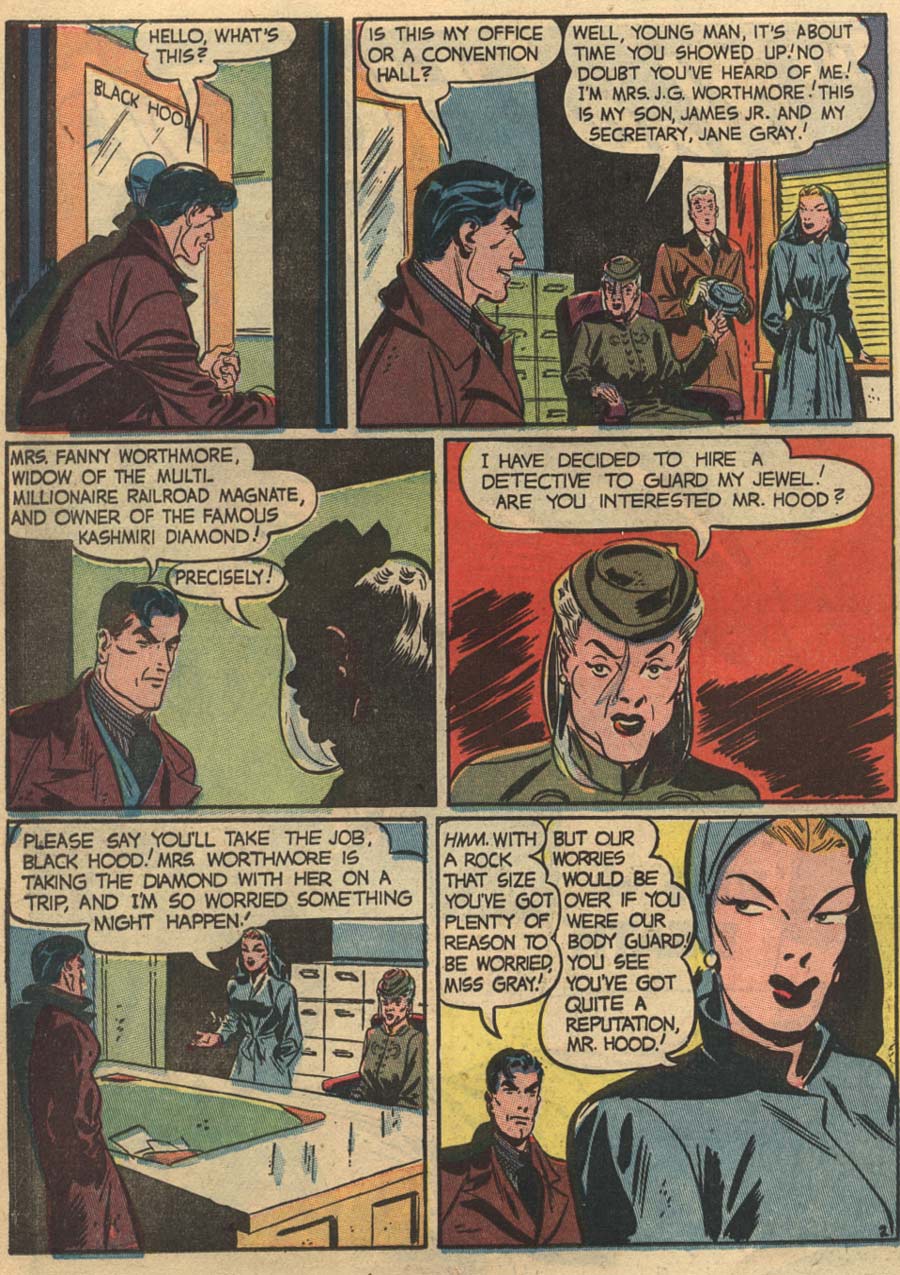 HELLO, WHAT'S
THIS?
BLACK HOOD
IS THIS MY OFFICE
OR A CONVENTION
HALL?
WELL, YOUNG MAN, IT'S ABOUT
TIME YOU SHOWED UP! NO
DOUBT YOU'VE HEARD OF ME!
I'M MRS. J.G. WORTHMORE! THIS
IS MY SON, JAMES JR. AND MY
SECRETARY, JANE GRAY!
MRS. FANNY WORTHMORE,
WIDOW OF THE MULTI-
MILLIONAIRE RAILROAD MAGNATE,
AND OWNER OF THE FAMOUS
KASHMIRI DIAMOND!
PRECISELY!
I HAVE DECIDED TO HIRE A
DETECTIVE TO GUARD MY JEWEL!
ARE YOU INTERESTED MR. HOOD?
PLEASE SAY YOU'LL TAKE THE JOB,
BLACK HOOD! MRS. WORTHMORE IS
TAKING THE DIAMOND WITH HER ON A
TRIP, AND I'M SO WORRIED SOMETHING
MIGHT HAPPEN!
HMM. WITH
A ROCK
THAT SIZE
YOU'VE GOT
PLENTY OF
REASON TO
BE WORRIED,
MISS GRAY!
BUT OUR
WORRIES
WOULD BE
OVER IF YOU
WERE OUR
BODY GUARD!
YOU SEE
YOU'VE GOT
QUITE A
REPUTATION,
MR. HOOD!
2